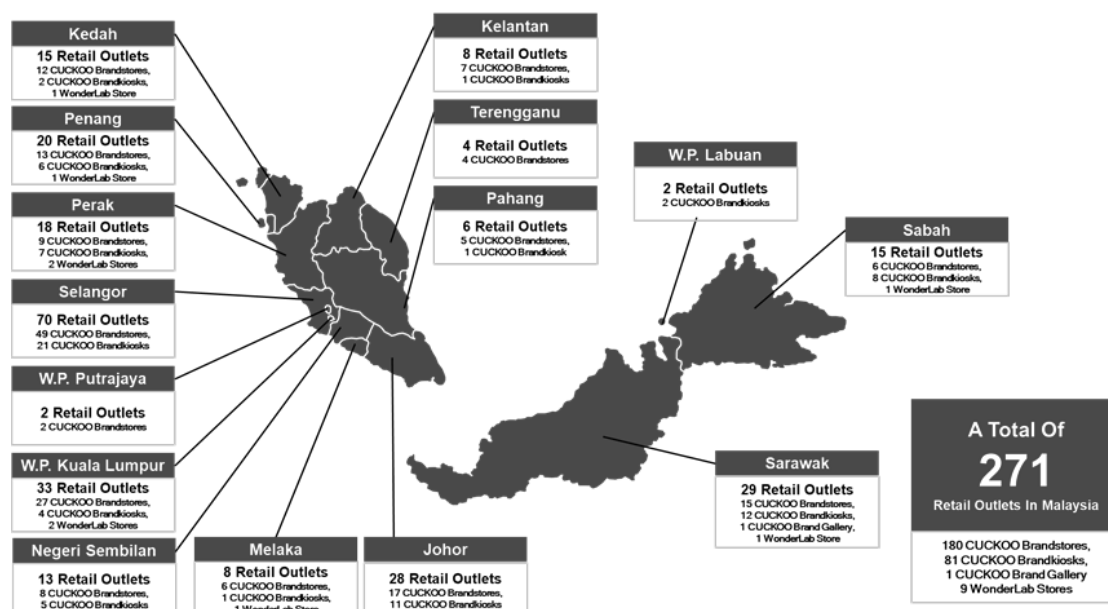 Kedah
15 Retail Outlets
12 CUCKOO Brandstores,
2 CUCKOO Brandkiosks,
1 WonderLab Store
Penang
20 Retail Outlets
13 CUCKOO Brandstores,
6 CUCKOO Brandkiosks,
1 WonderLab Store
Perak
18 Retail Outlets
9 CUCKOO Brandstores,
7 CUCKOO Brandkiosks,
2 WonderLab Stores
Selangor
70 Retail Outlets
49 CUCKOO Brandstores,
21 CUCKOO Brandkiosks
W.P. Putrajaya
2 Retail Outlets
2 CUCKOO Brandstores
W.P. Kuala Lumpur
33 Retail Outlets
27 CUCKOO Brandstores,
4 CUCKOO Brandkiosks,
2 WonderLab Stores
Negeri Sembilan
13 Retail Outlets
8 CUCKOO Brandstores,
5 CUCKOO Brandkiosks
Melaka
8 Retail Outlets
6 CUCKOO Brandstores,
1 CUCKOO Brandkiosks,
1 WonderLab Store
Johor
28 Retail Outlets
17 CUCKOO Brandstores,
11 CUCKOO Brandkiosks
Kelantan
8 Retail Outlets
7 CUCKOO Brandstores,
1 CUCKOO Brandkiosks
Terengganu
4 Retail Outlets
4 CUCKOO Brandstores
Pahang
6 Retail Outlets
5 CUCKOO Brandstores,
1 CUCKOO Brandkiosk
W.P. Labuan
2 Retail Outlets
2 CUCKOO Brandkiosks
Sabah
15 Retail Outlets
6 CUCKOO Brandstores,
8 CUCKOO Brandkiosks,
1 WonderLab Store
Sarawak
29 Retail Outlets
15 CUCKOO Brandstores,
12 CUCKOO Brandkiosks,
1 CUCKOO Brand Gallery,
1 WonderLab Store
A Total Of
271
Retail Outlets In Malaysia
180 CUCKOO Brandstores,
81 CUCKOO Brandkiosks,
1 CUCKOO Brand Gallery
9 WonderLab Stores